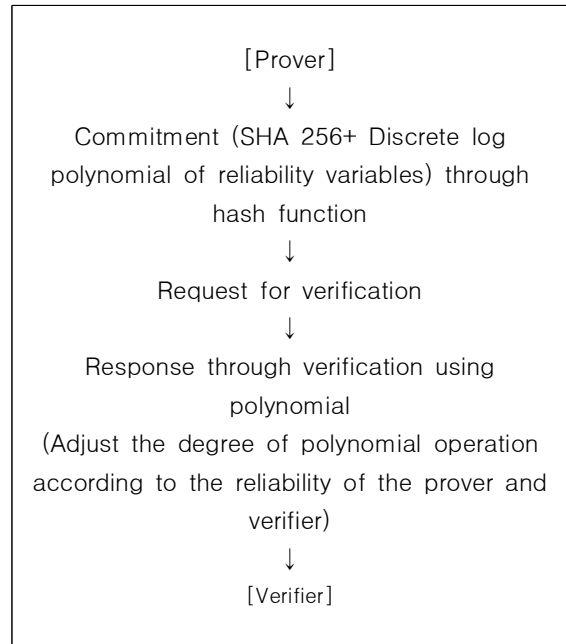 [Prover]
↓
Commitment (SHA 256+ Discrete log
polynomial of reliability variables) through
hash function
↓
Request for verification
↓
Response through verification using
polynomial
(Adjust the degree of polynomial operation
according to the reliability of the prover and
verifier)
↓
[Verifier]